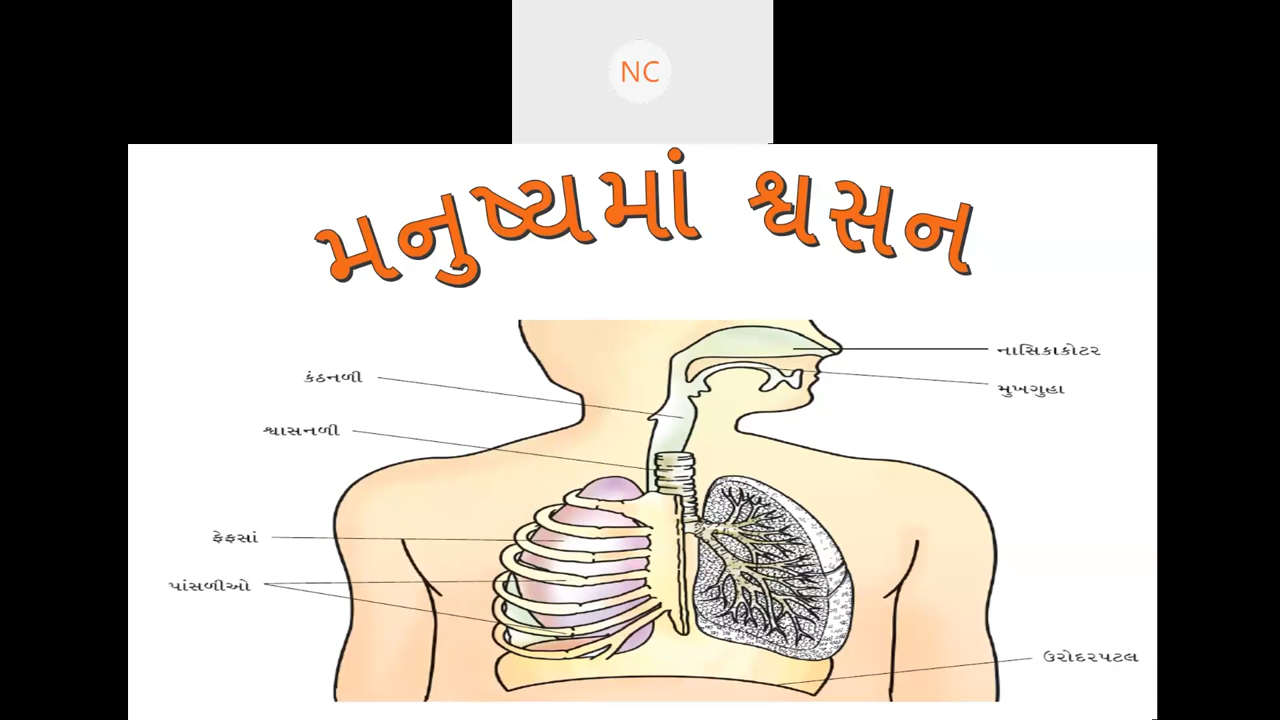 NC
મનુષ્યમાં શ્વસન
નાસિકાકોટર
કંઠનળી
મુખગુહા
શ્વાસનળી
ફેફસાં
પાંસળીઓ
ઉરોદરપટલ